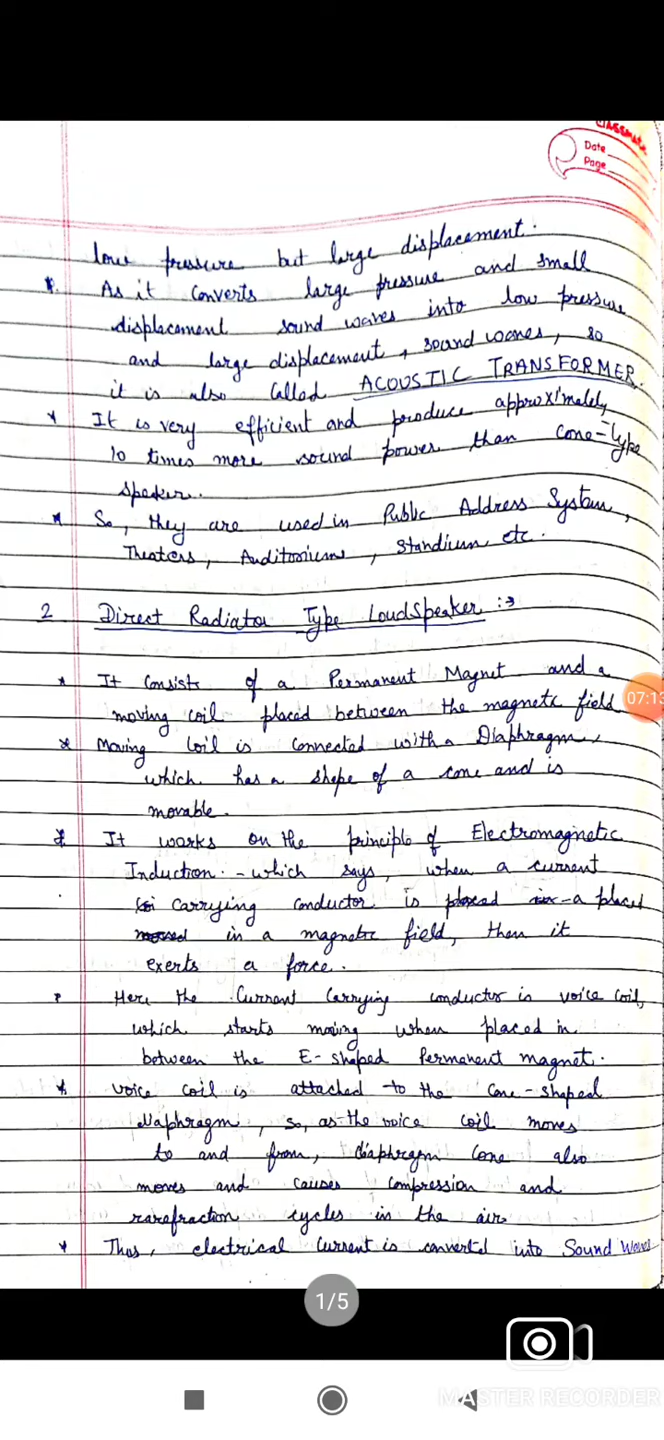 classmate
Date
Page
low pressure but large displacement.
* As it converts large pressure and small
displacement sound waves into low pressure
and large displacement sound waves, so
it is also called ACOUSTIC TRANSFORMER.
* It is very efficient and produce approximately
10 times more sound power than cone-type
speker.
* So, they are used in Public Address System,
Theaters, Auditoriums, Standium etc.
2 Direct Radiator Type LoudSpeaker :→
* It consists of a Permanent Magnet and a
moving coil placed between the magnetic field
07:13
* Moving coil is connected with a Diaphragm,
which has a shape of a cone and is
movable.
* It works on the principle of Electromagnetic
Induction - which says, when a current
carrying conductor is a placed
in a magnetic field, then it
exerts a force.
* Here the Current Carrying conductor is voice coil,
which starts moving when placed in
between the E-shaped Permanent magnet.
* voice coil is attached to the cone-shaped
diaphragm, so, as the voice coil moves
to and from, diaphragm cone also
moves and causes compression and
rarefraction cycles in the air.
* Thus, electrical current is converted into Sound Waves
1/5
MASTER RECORDER